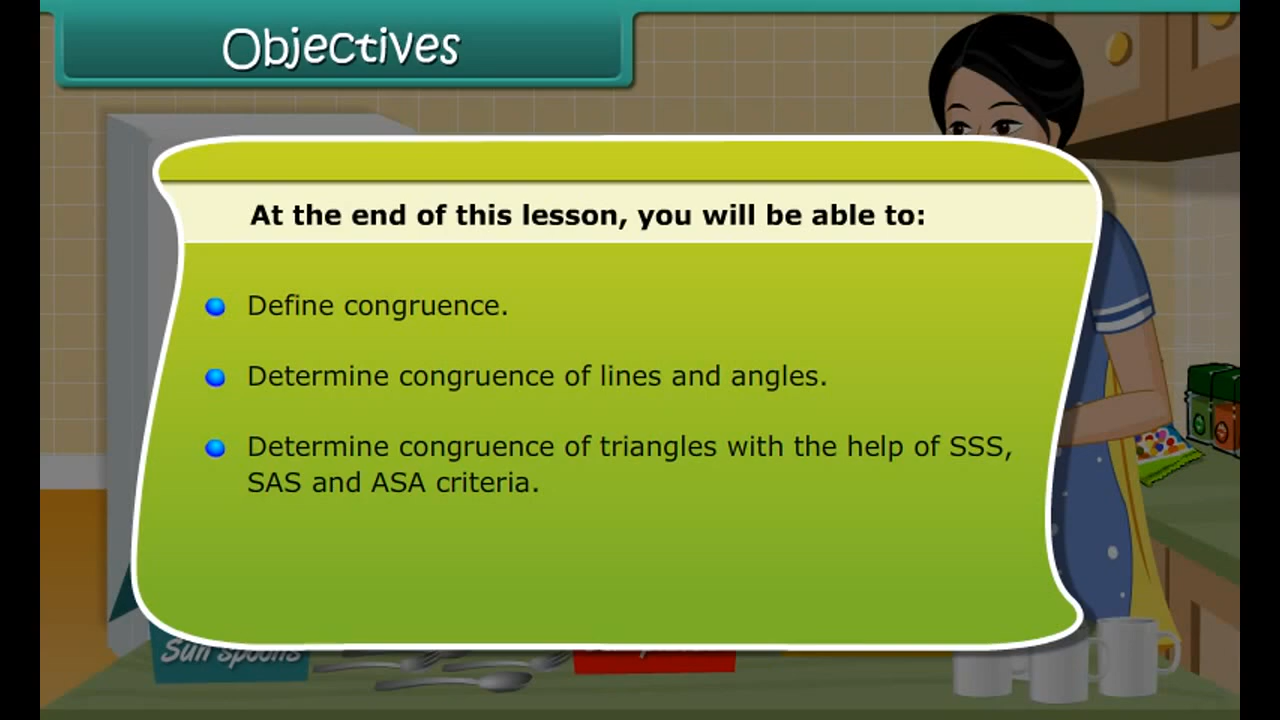 Objectives
At the end of this lesson, you will be able to:
Define congruence.
Determine congruence of lines and angles.
Determine congruence of triangles with the help of SSS,
SAS and ASA criteria.
Sun spoons